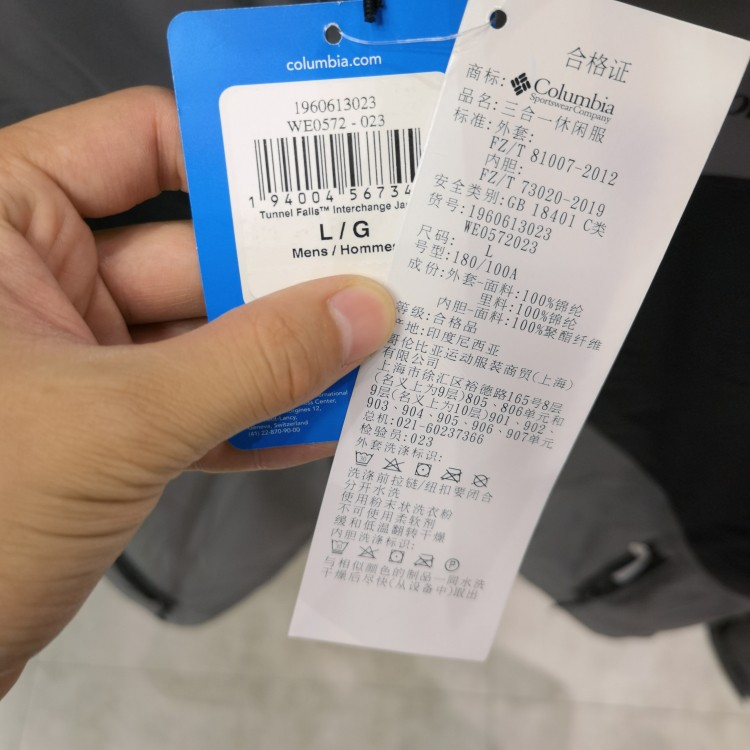 columbia.com
1960613023
WE0572 - 023
1 94004 56734
Tunnel Falls™ Interchange
L / G
Mens / Homme
Center,
12,
Lancy,
Switzerland
(41) 22-870-90-00
合格证
商标: Columbia
Sportswear Company
品名:三合一休闲服
标准:外套:
FZ/T 81007-2012
内胆:
FZ/T 73020-2019
安全类别:GB 18401 C类
货号:1960613023
WE0572023
尺码: L
号型:180/100A
成份:外套-面料:100%锦纶
里料:100%锦纶
内胆-面料:100%聚酯纤维
等级:合格品
产地:印度尼西亚
哥伦比亚运动服装商贸(上海)
有限公司
上海市徐汇区裕德路165号8层
(名义上为9层)805、806单元和
9层(名义上为10层)901、902、
903、904、905、906、907单元
总机:021-60237366
检验员:023
外套洗涤标识:
洗涤前拉链/纽扣要闭合
分开水洗
使用粉末状洗衣粉
不可使用柔软剂
缓和低温翻转干燥
内胆洗涤标识:
P
与相似颜色的制品一同水洗
干燥后尽快(从设备中)取出